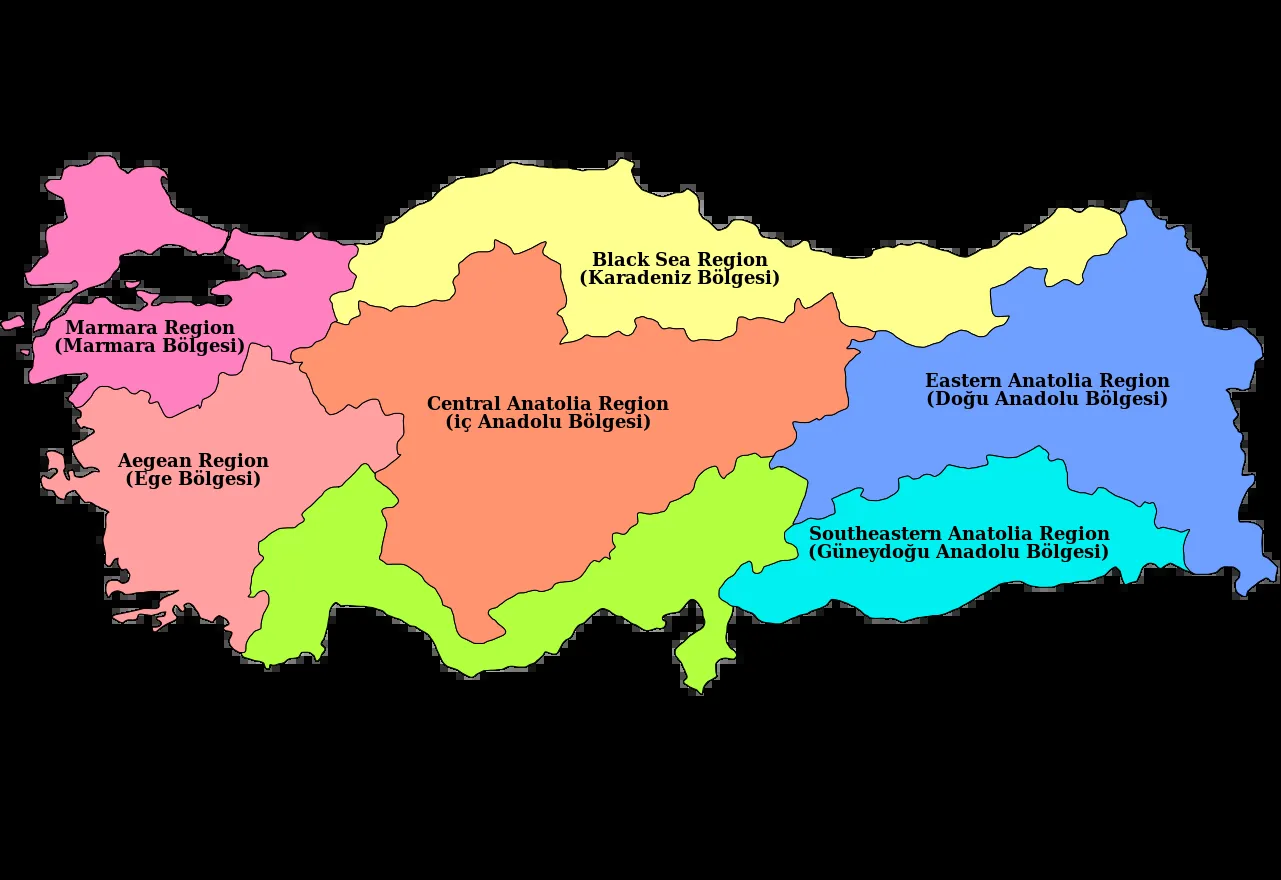 Black Sea Region
(Karadeniz Bölgesi)
Marmara Region
(Marmara Bölgesi)
Eastern Anatolia Region
(Doğu Anadolu Bölgesi)
Central Anatolia Region
(iç Anadolu Bölgesi)
Aegean Region
(Ege Bölgesi)
Southeastern Anatolia Region
(Güneydoğu Anadolu Bölgesi)